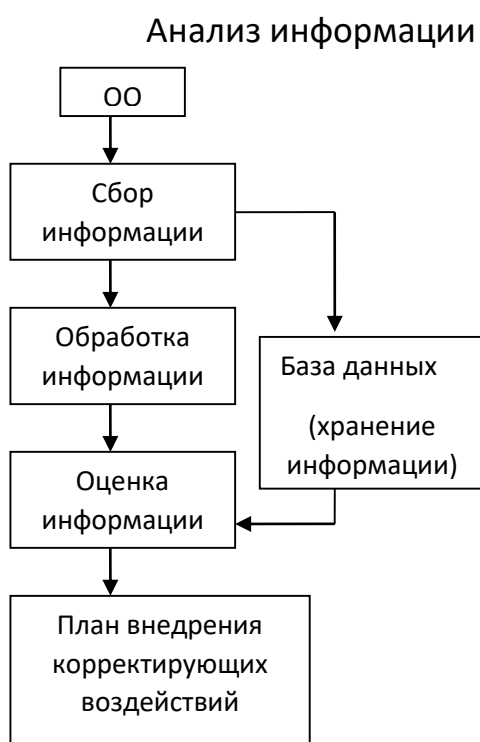 Анализ информации
ОО
Сбор
информации
Обработка
информации
База данных
(хранение
информации)
Оценка
информации
План внедрения
корректирующих
воздействий